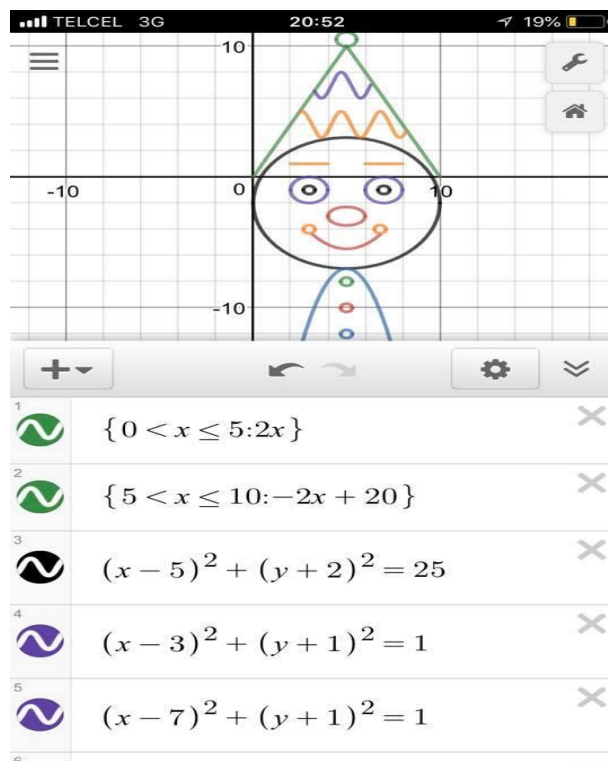 TELCEL 3G 20:52 19%
10
-10 0 10
-10
1
{0 < x ≤ 5:2x}
2
{5 < x ≤ 10:−2x + 20}
3
(x − 5)² + (y + 2)² = 25
4
(x − 3)² + (y + 1)² = 1
5
(x − 7)² + (y + 1)² = 1